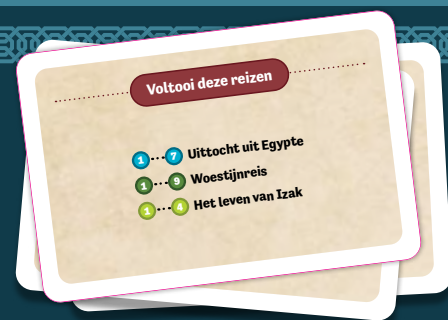 Voltooi deze reizen
1 7 Uittocht uit Egypte
1 9 Woestijnreis
1 4 Het leven van Izak